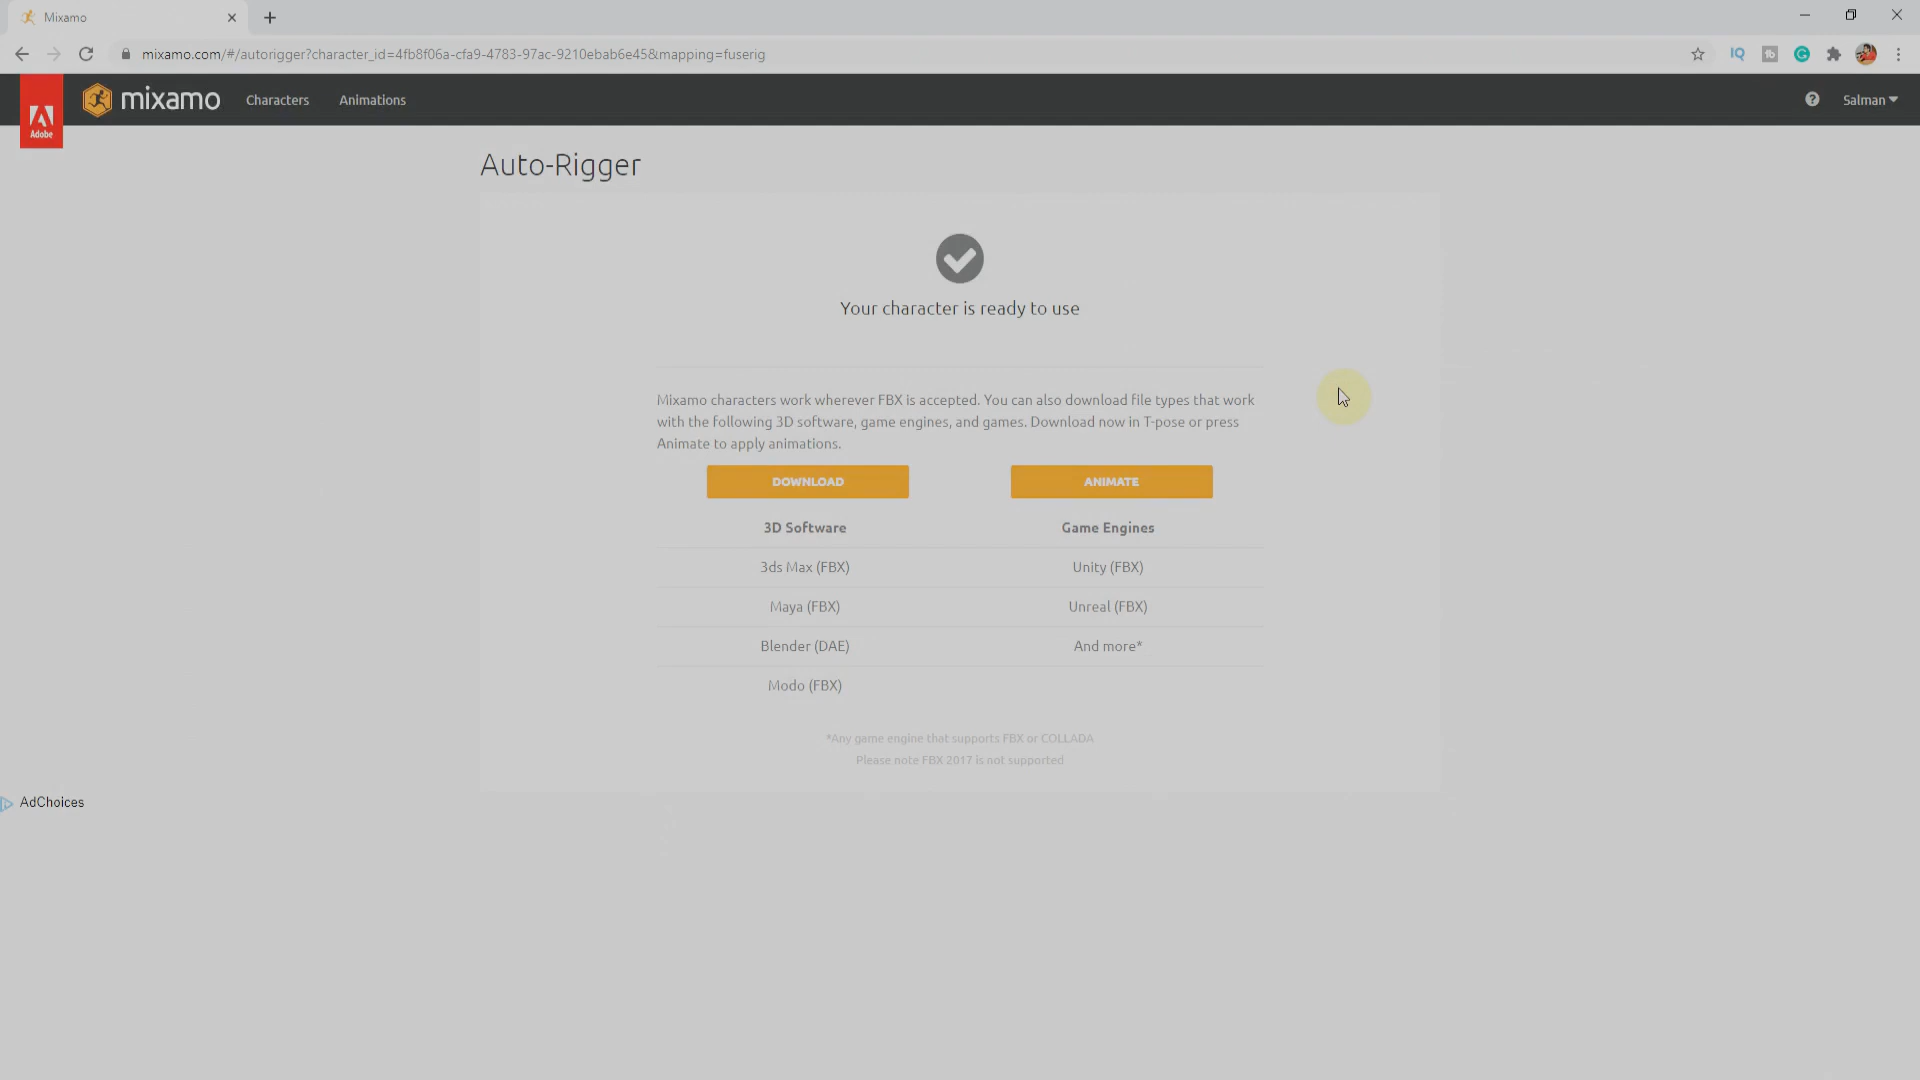 Mixamo
mixamo.com/#/autorigger?character_id=4fb8f06a-cfa9-4783-97ac-9210ebab6e45&mapping=fuserig
IQ
tb
G
Adobe
mixamo
Characters
Animations
Salman
Auto-Rigger
Your character is ready to use
Mixamo characters work wherever FBX is accepted. You can also download file types that work
with the following 3D software, game engines, and games. Download now in T-pose or press
Animate to apply animations.
DOWNLOAD
ANIMATE
3D Software
Game Engines
3ds Max (FBX)
Unity (FBX)
Maya (FBX)
Unreal (FBX)
Blender (DAE)
And more*
Modo (FBX)
*Any game engine that supports FBX or COLLADA
Please note FBX 2017 is not supported
AdChoices